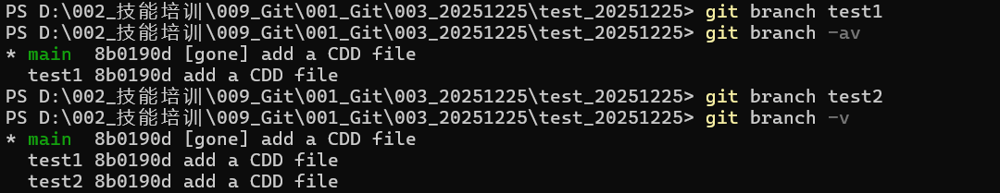 PS D:\002_技能培训\009_Git\001_Git\003_20251225\test_20251225> git branch test1
PS D:\002_技能培训\009_Git\001_Git\003_20251225\test_20251225> git branch -av
* main  8b0190d [gone] add a CDD file
  test1 8b0190d add a CDD file
PS D:\002_技能培训\009_Git\001_Git\003_20251225\test_20251225> git branch test2
PS D:\002_技能培训\009_Git\001_Git\003_20251225\test_20251225> git branch -v
* main  8b0190d [gone] add a CDD file
  test1 8b0190d add a CDD file
  test2 8b0190d add a CDD file